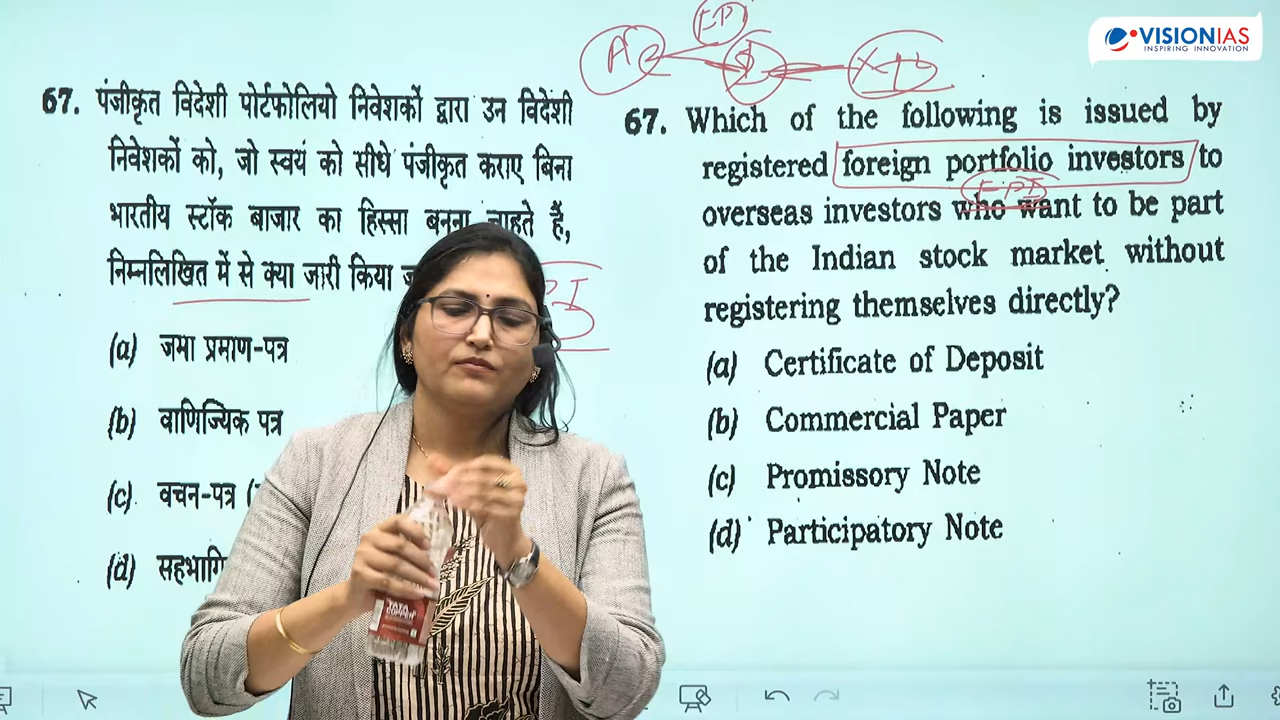 VISIONIAS
INSPIRING INNOVATION
67. पंजीकृत विदेशी पोर्टफोलियो निवेशकों द्वारा उन विदेशी
निवेशकों को, जो स्वयं को सीधे पंजीकृत कराए बिना
भारतीय स्टॉक बाजार का हिस्सा बनना चाहते हैं,
निम्नलिखित में से क्या जारी किया
(a) जमा प्रमाण-पत्र
(b) वाणिज्यिक पत्र
(c) वचन-पत्र
(d)
67. Which of the following is issued by
registered foreign portfolio investors to
FPI
overseas investors who want to be part
of the Indian stock market without
registering themselves directly?
(a) Certificate of Deposit
(b) Commercial Paper
(c) Promissory Note
(d) Participatory Note
TATA
COPPER+